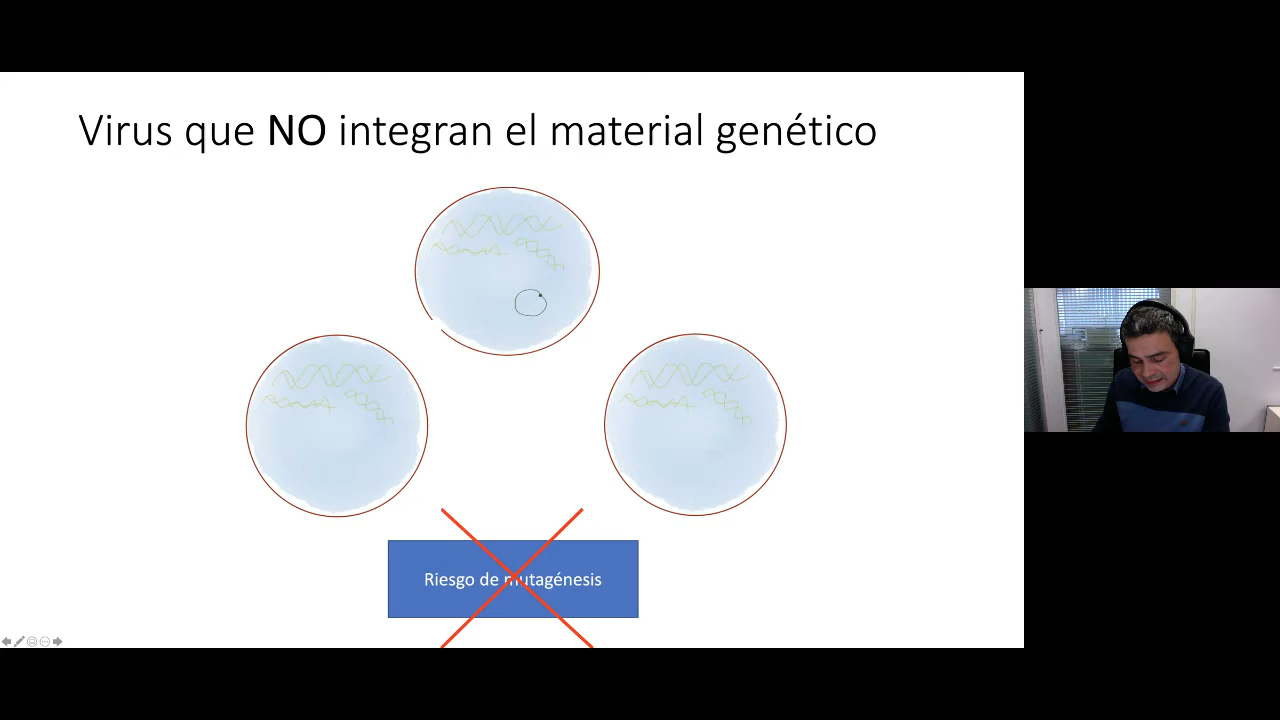 Virus que NO integran el material genético
Riesgo de mutagénesis